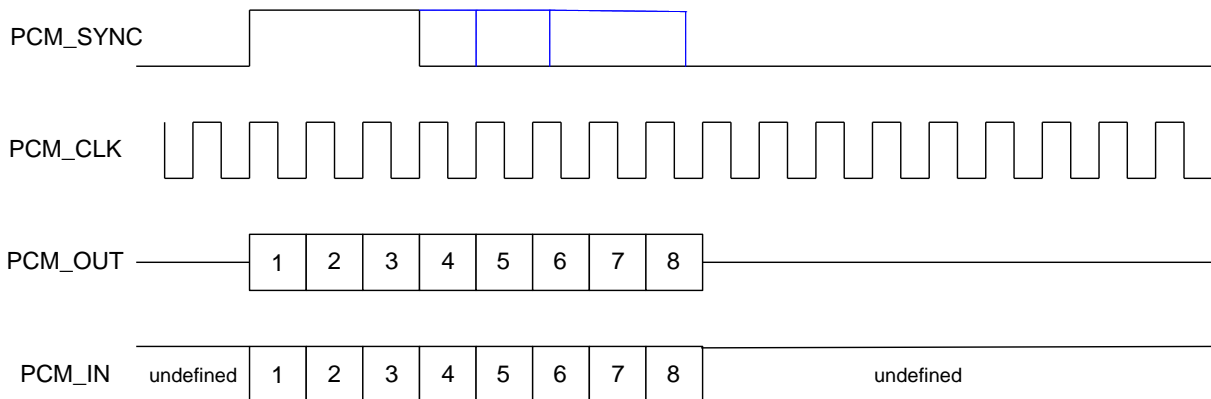 PCM_SYNC
PCM_CLK
PCM_OUT 1 2 3 4 5 6 7 8
PCM_IN undefined 1 2 3 4 5 6 7 8 undefined